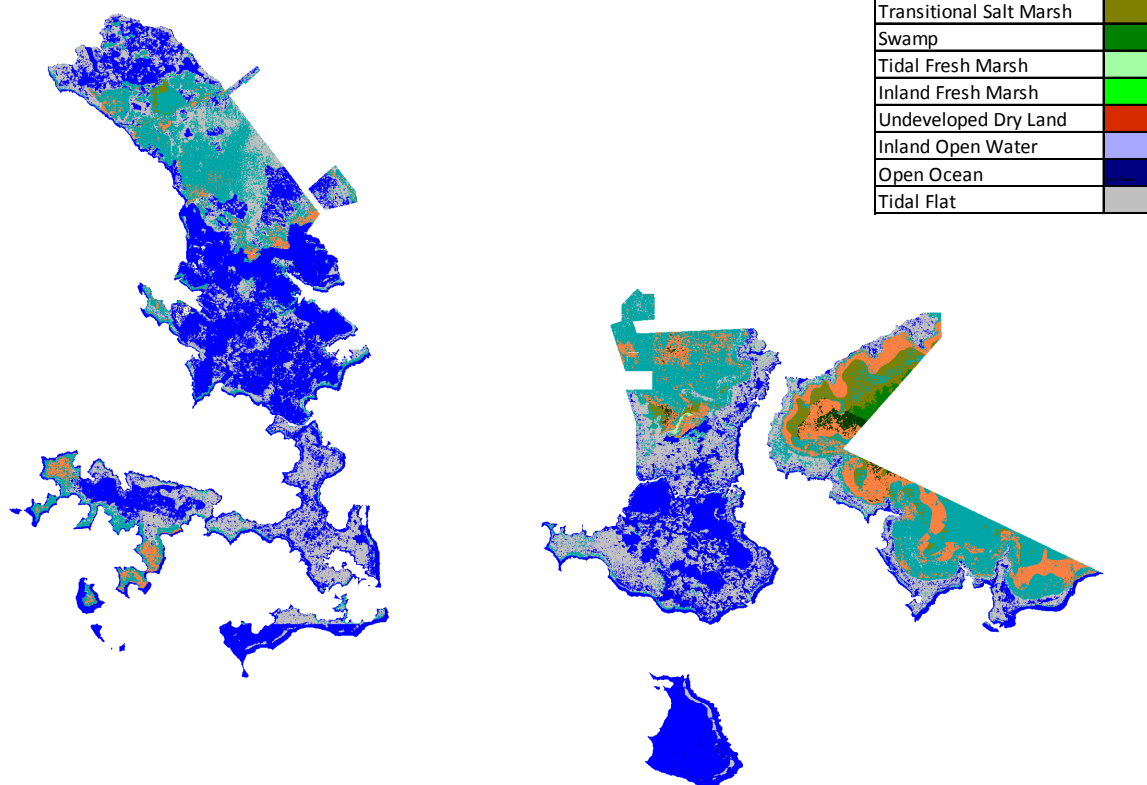 Transitional Salt Marsh
Swamp
Tidal Fresh Marsh
Inland Fresh Marsh
Undeveloped Dry Land
Inland Open Water
Open Ocean
Tidal Flat